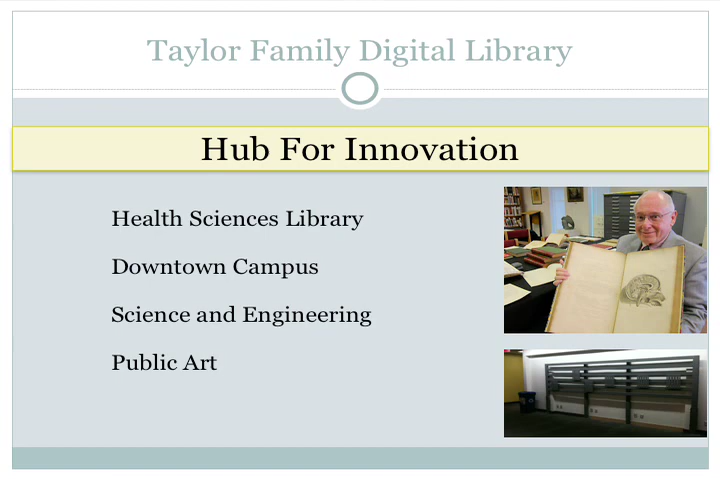 Taylor Family Digital Library
Hub For Innovation
Health Sciences Library
Downtown Campus
Science and Engineering
Public Art